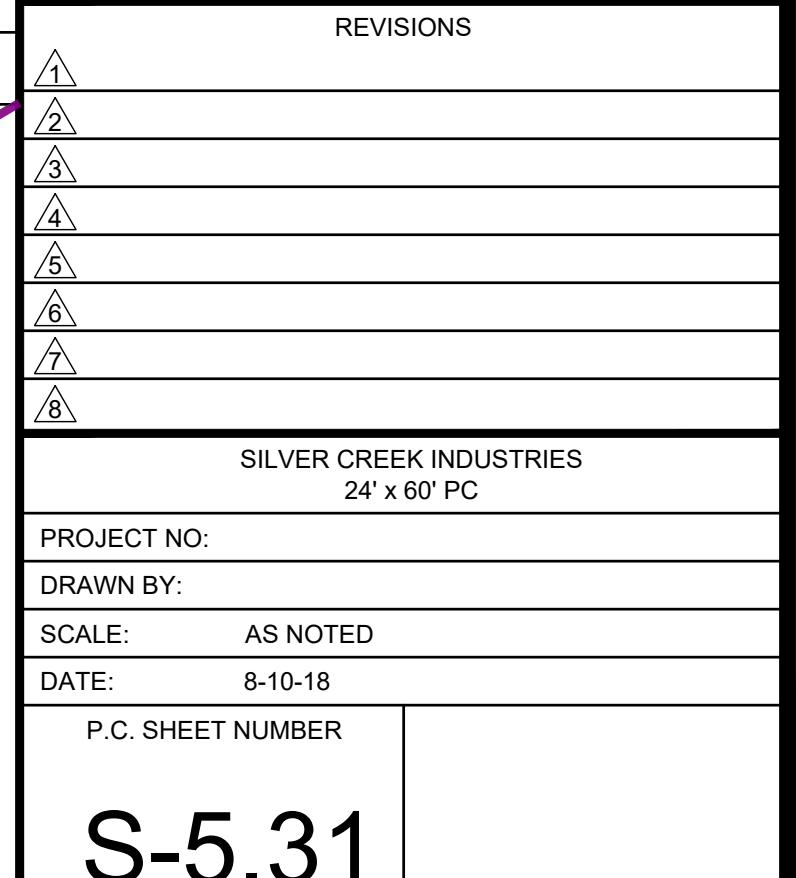 REVISIONS
1
2
3
4
5
6
7
8
SILVER CREEK INDUSTRIES
24' x 60' PC
PROJECT NO:
DRAWN BY:
SCALE: AS NOTED
DATE: 8-10-18
P.C. SHEET NUMBER
S-5.31